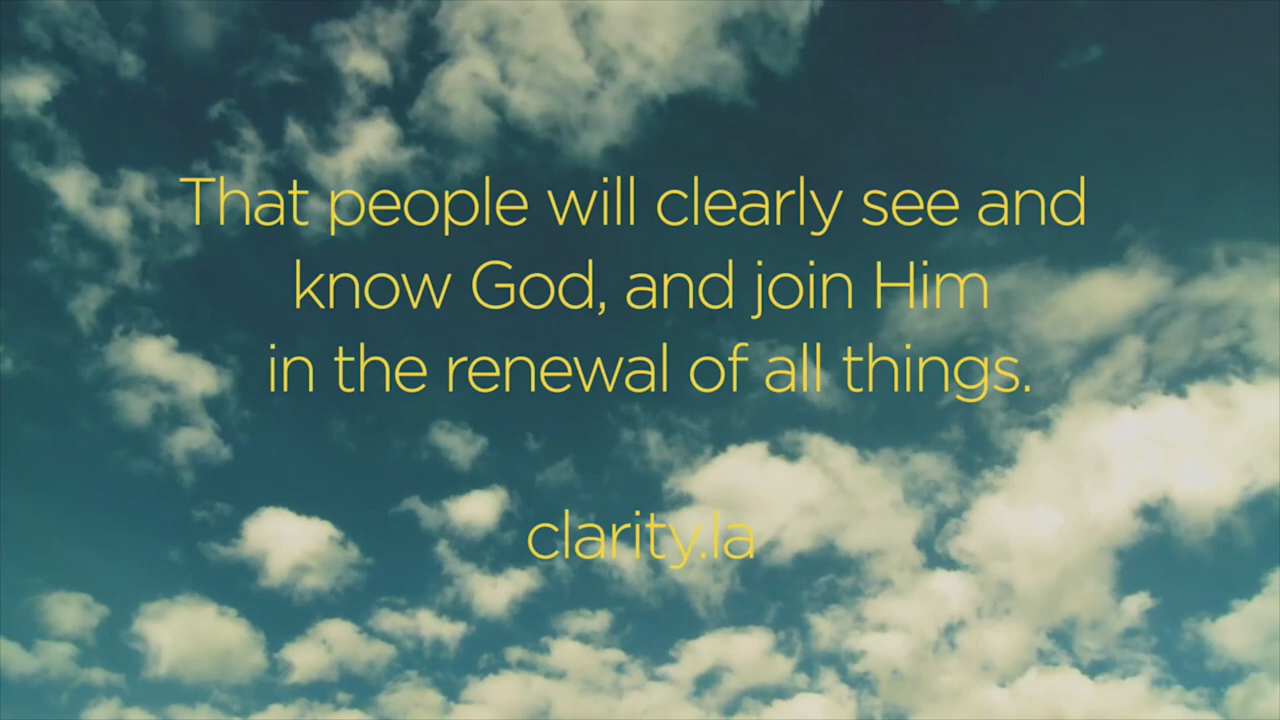 That people will clearly see and
know God, and join Him
in the renewal of all things.
clarity.la